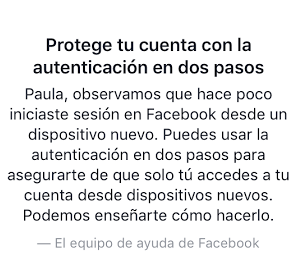 Protege tu cuenta con la
autenticación en dos pasos
Paula, observamos que hace poco
iniciaste sesión en Facebook desde un
dispositivo nuevo. Puedes usar la
autenticación en dos pasos para
asegurarte de que solo tú accedes a tu
cuenta desde dispositivos nuevos.
Podemos enseñarte cómo hacerlo.
— El equipo de ayuda de Facebook